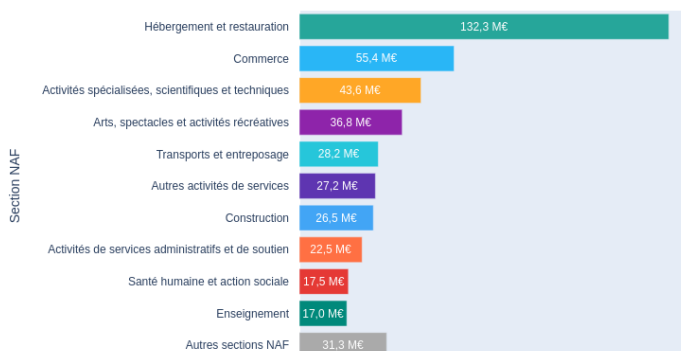 Section NAF
Hébergement et restauration 132,3 M€
Commerce 55,4 M€
Activités spécialisées, scientifiques et techniques 43,6 M€
Arts, spectacles et activités récréatives 36,8 M€
Transports et entreposage 28,2 M€
Autres activités de services 27,2 M€
Construction 26,5 M€
Activités de services administratifs et de soutien 22,5 M€
Santé humaine et action sociale 17,5 M€
Enseignement 17,0 M€
Autres sections NAF 31,3 M€